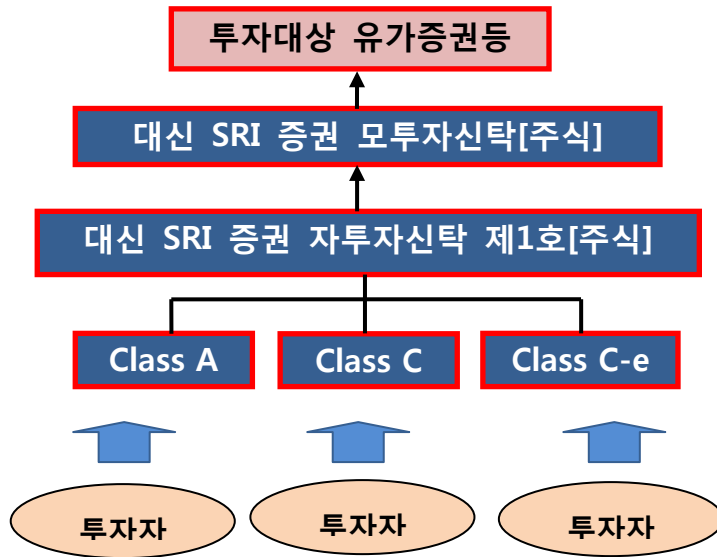 투자대상 유가증권등
대신 SRI 증권 모투자신탁[주식]
대신 SRI 증권 자투자신탁 제1호[주식]
Class A
Class C
Class C-e
투자자
투자자
투자자